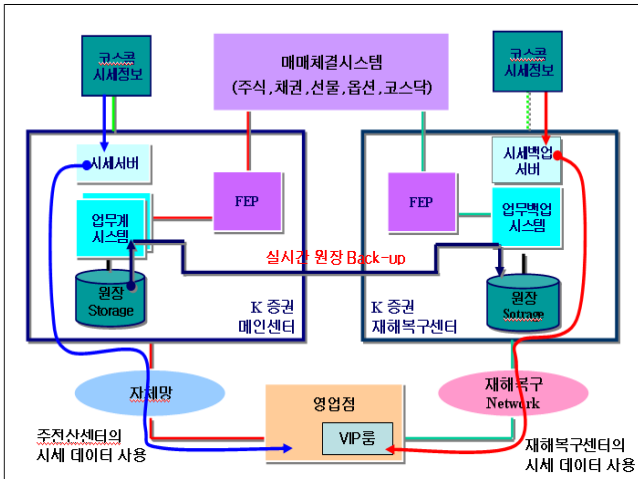 코스콜
시세정보
매매체결시스템
(주식,채권,선물,옵션,코스닥)
코스콜
시세정보
시세서버
FEP
업무계
시스템
원장
Storage
K 증권
메인센터
시세백업
서버
FEP
업무백업
시스템
원장
Sotrage
K 증권
재해복구센터
실시간 원장 Back-up
자체망
재해복구
Network
영업점
VIP룸
주전산센터의
시세 데이터 사용
재해복구센터의
시세 데이터 사용